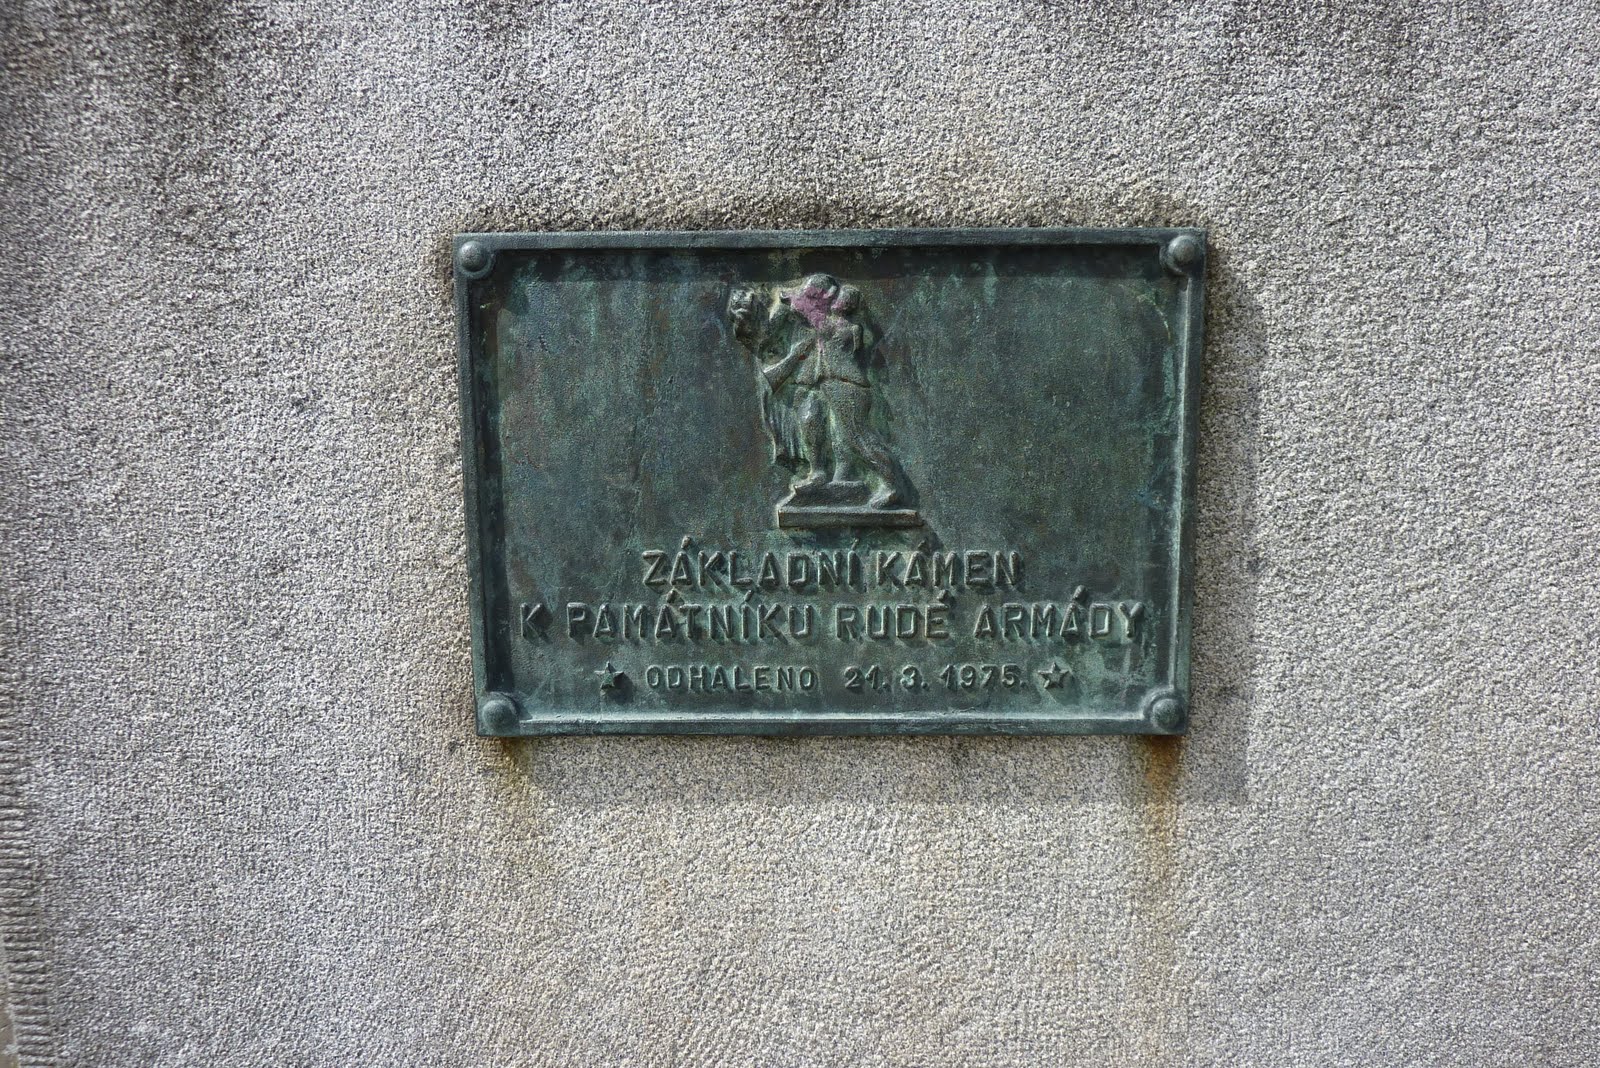 ZÁKLADNÍ KÁMEN
K PAMÁTNÍKU RUDÉ ARMÁDY
★ ODHALENO 21. 3. 1975. ★